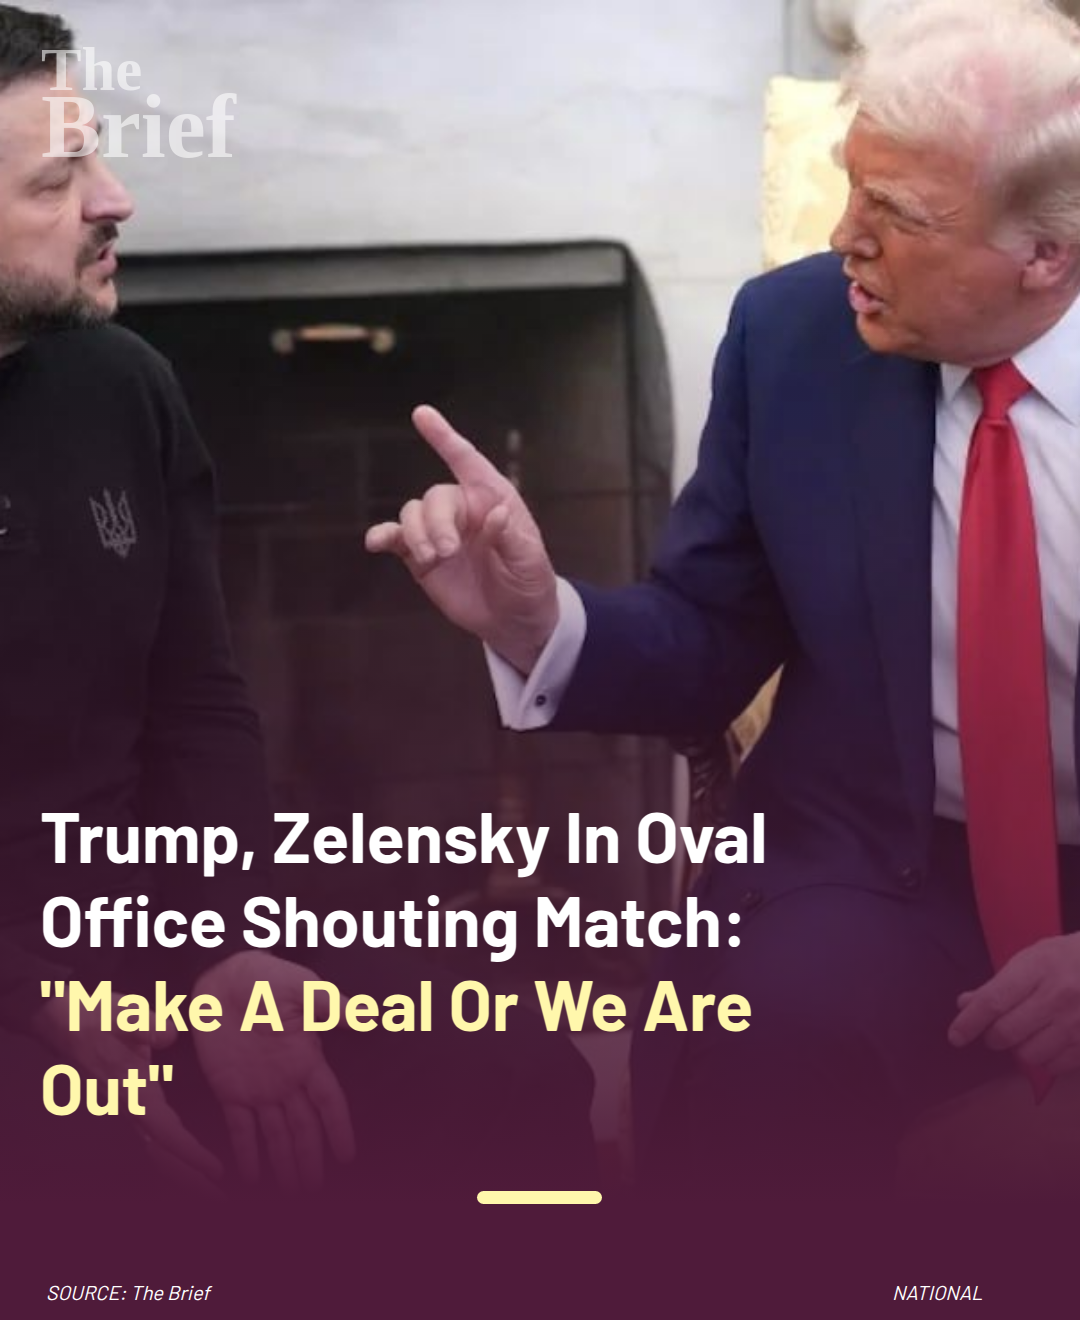 The
Brief
Trump, Zelensky In Oval
Office Shouting Match:
"Make A Deal Or We Are
Out"
SOURCE: The Brief
NATIONAL